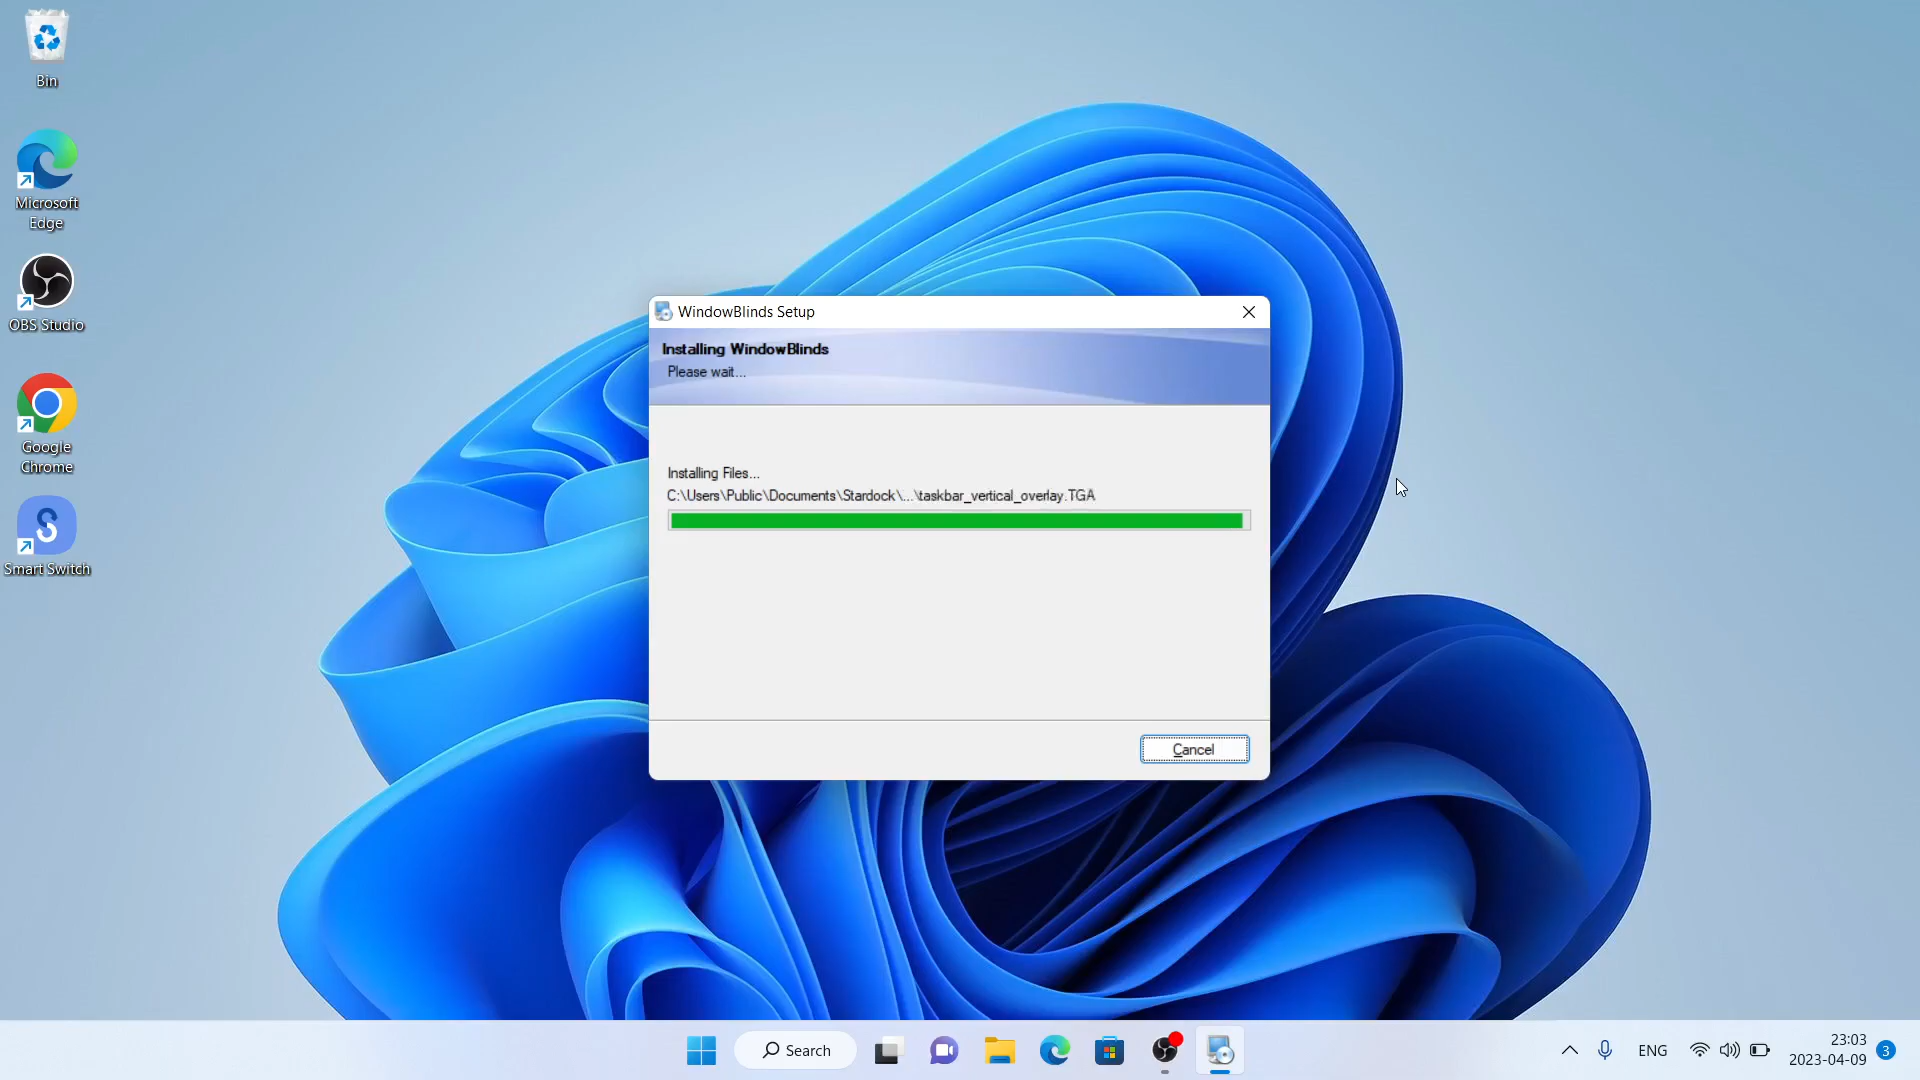 Bin
Microsoft
Edge
OBS Studio
Google
Chrome
Smart Switch
WindowBlinds Setup
Installing WindowBlinds
Please wait...
Installing Files...
C:\Users\Public\Documents\Stardock\...\taskbar_vertical_overlay.TGA
Cancel
Search
ENG
23:03
2023-04-09
3